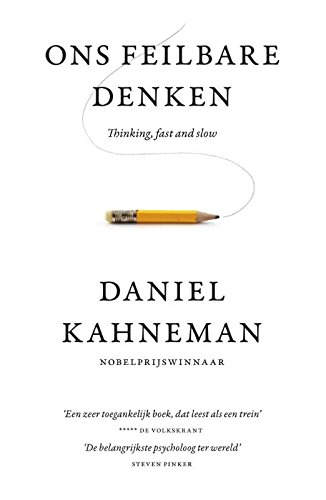 ONS FEILBARE
DENKEN
Thinking, fast and slow
DANIEL
KAHNEMAN
NOBELPRIJSWINNAAR
'Een zeer toegankelijk boek, dat leest als een trein'
***** DE VOLKSKRANT
'De belangrijkste psycholoog ter wereld'
STEVEN PINKER